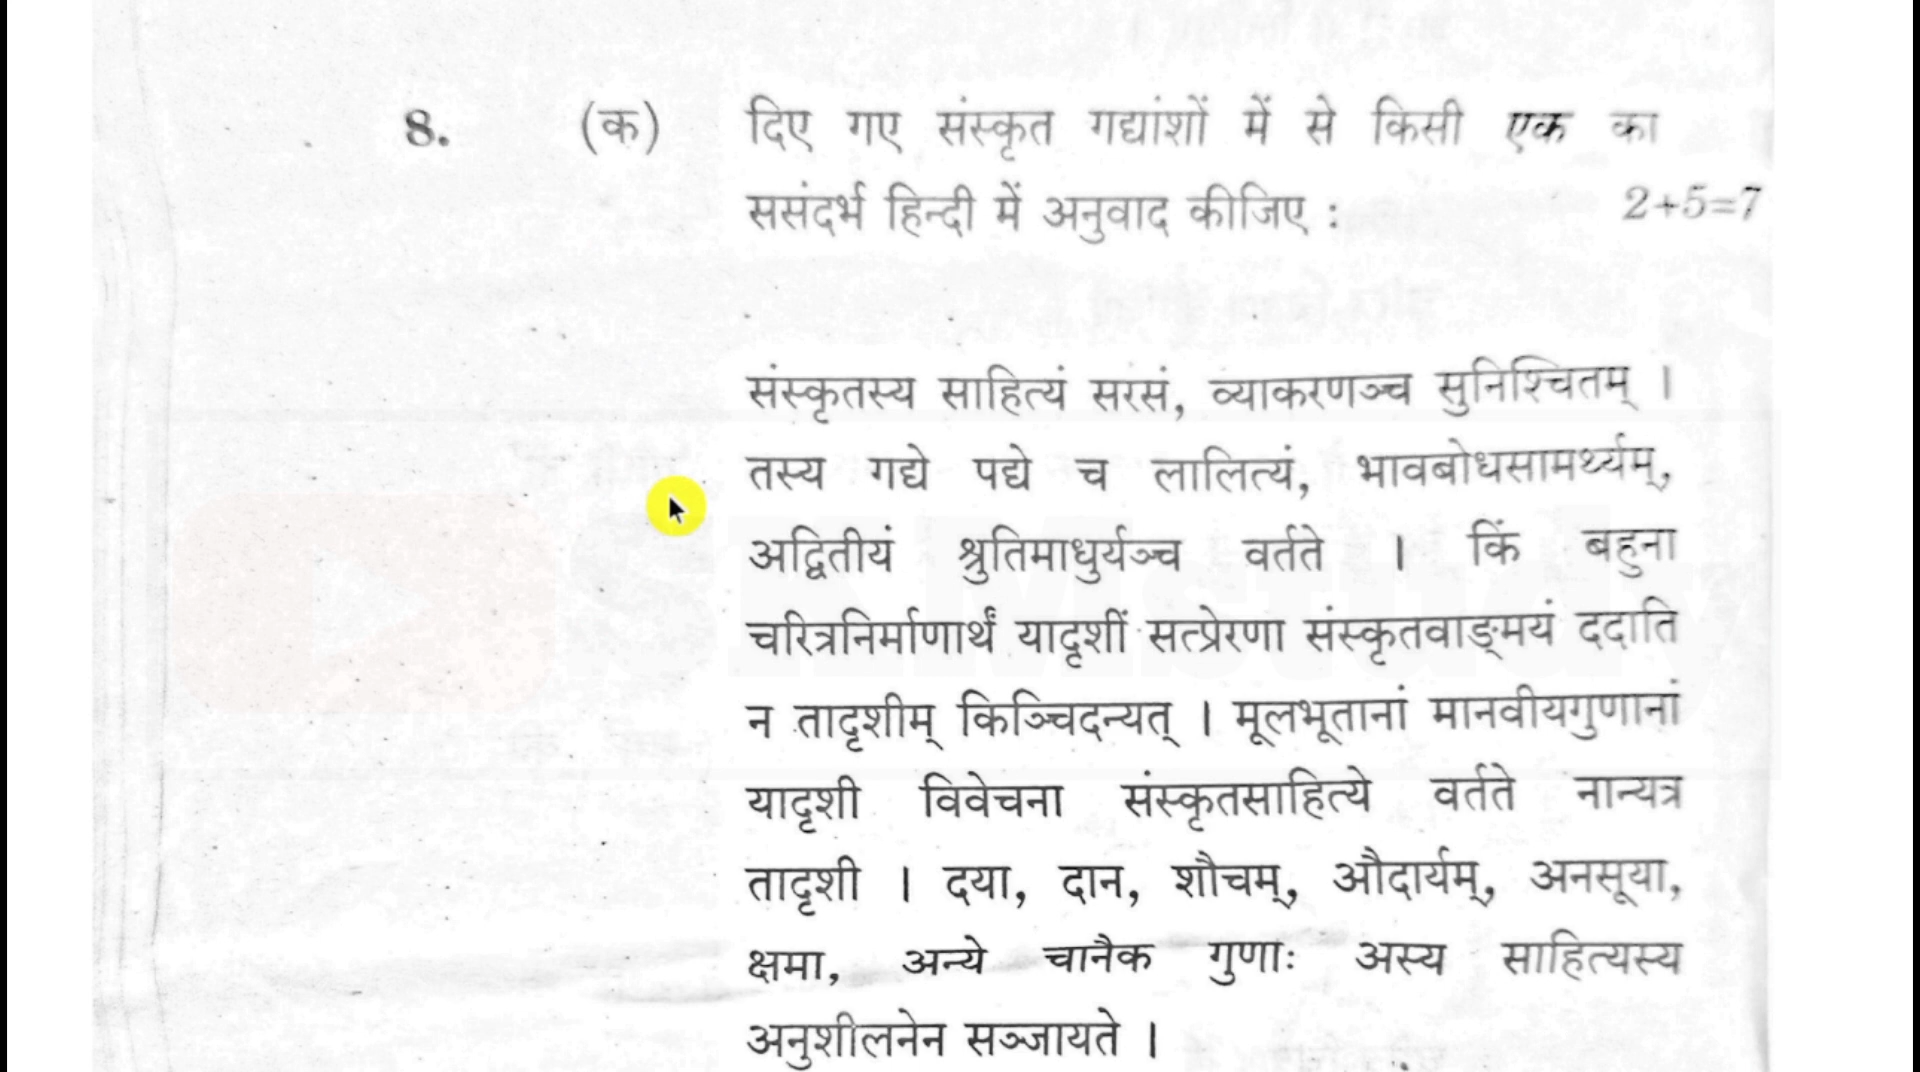 8. (क) दिए गए संस्कृत गद्यांशों में से किसी एक का
ससंदर्भ हिन्दी में अनुवाद कीजिए : 2+5=7
संस्कृतस्य साहित्यं सरसं, व्याकरणञ्च सुनिश्चितम् ।
तस्य गद्ये पद्ये च लालित्यं, भावबोधसामर्थ्यम्,
अद्वितीयं श्रुतिमाधुर्यञ्च वर्तते । किं बहुना
चरित्रनिर्माणार्थं यादृशीं सत्प्रेरणा संस्कृतवाङ्मयं ददाति
न तादृशीम् किञ्चिदन्यत् । मूलभूतानां मानवीयगुणानां
यादृशी विवेचना संस्कृतसाहित्ये वर्तते नान्यत्र
तादृशी । दया, दान, शौचम्, औदार्यम्, अनसूया,
क्षमा, अन्ये चानैक गुणाः अस्य साहित्यस्य
अनुशीलनेन सञ्जायते ।